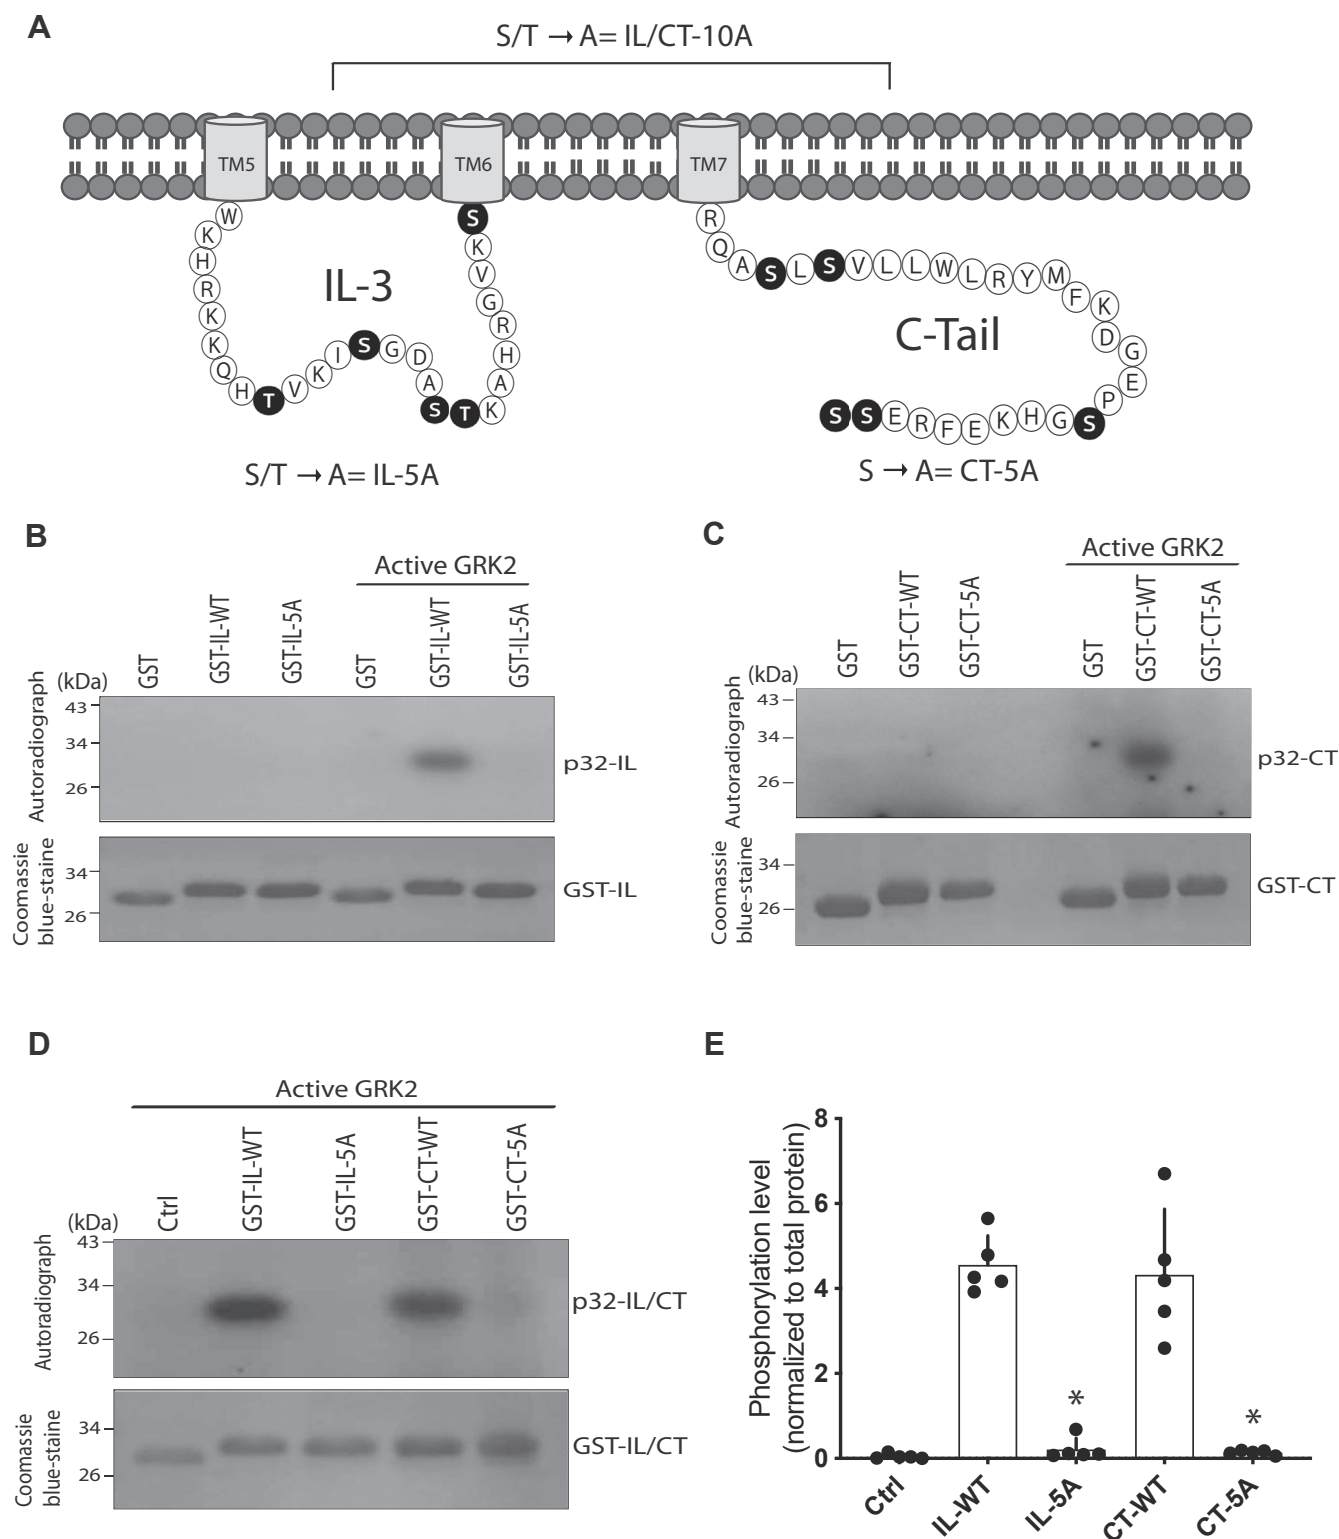 A
S/T → A= IL/CT-10A
TM5
TM6
TM7
W
K
H
R
K
K
Q
H
T
V
K
I
S
G
D
A
S
T
K
A
H
R
G
V
K
S
IL-3
R
Q
A
S
L
S
V
L
L
W
L
R
Y
M
F
K
D
G
E
P
S
G
H
K
E
F
R
E
S
S
C-Tail
S/T → A= IL-5A
S → A= CT-5A
B
Active GRK2
GST
GST-IL-WT
GST-IL-5A
GST
GST-IL-WT
GST-IL-5A
(kDa)
43
34
26
Autoradiograph
p32-IL
34
26
Coomassie
blue-staine
GST-IL
C
Active GRK2
GST
GST-CT-WT
GST-CT-5A
GST
GST-CT-WT
GST-CT-5A
(kDa)
43
34
26
Autoradiograph
p32-CT
34
26
Coomassie
blue-staine
GST-CT
D
Active GRK2
Ctrl
GST-IL-WT
GST-IL-5A
GST-CT-WT
GST-CT-5A
(kDa)
43
34
26
Autoradiograph
p32-IL/CT
34
26
Coomassie
blue-staine
GST-IL/CT
E
Phosphorylation level
(normalized to total protein)
8
6
4
2
0
*
*
Ctrl
IL-WT
IL-5A
CT-WT
CT-5A